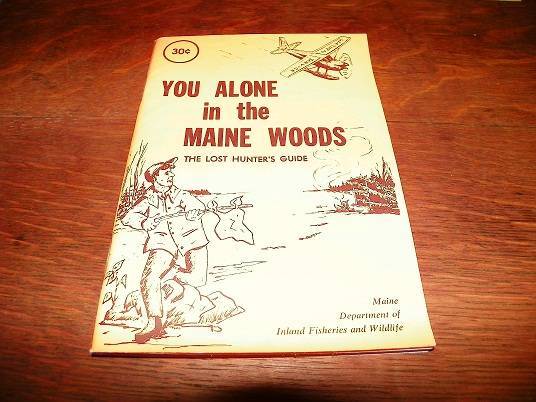 30¢
YOU ALONE
in the
MAINE WOODS
THE LOST HUNTER'S GUIDE
Maine
Department of
Inland Fisheries and Wildlife